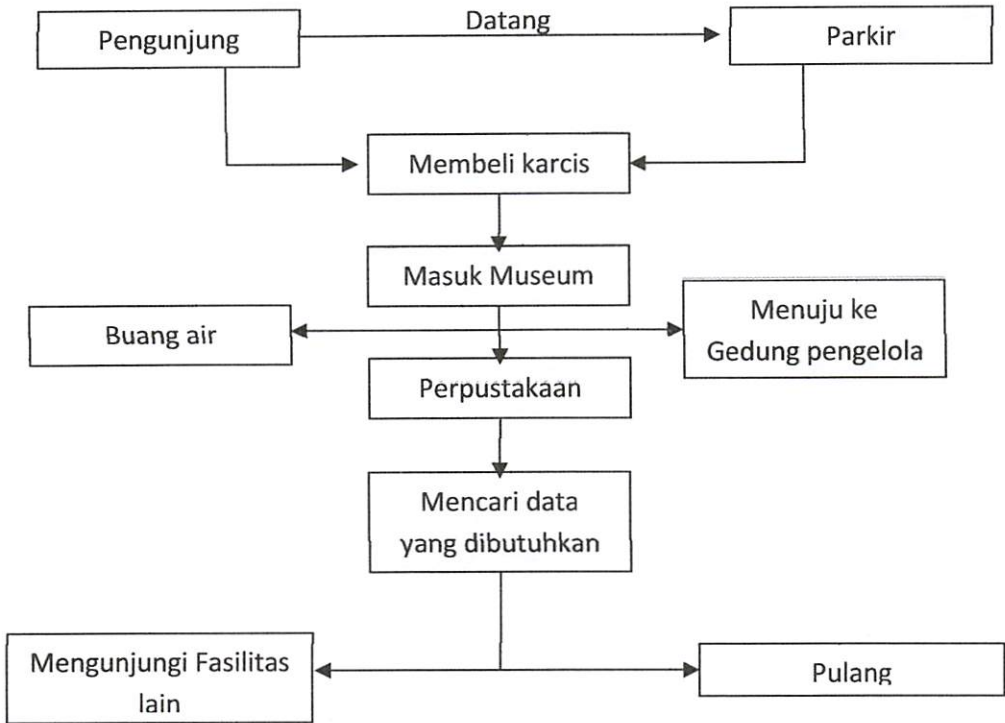 Datang
Pengunjung
Parkir
Membeli karcis
Masuk Museum
Buang air
Menuju ke
Gedung pengelola
Perpustakaan
Mencari data
yang dibutuhkan
Mengunjungi Fasilitas
lain
Pulang